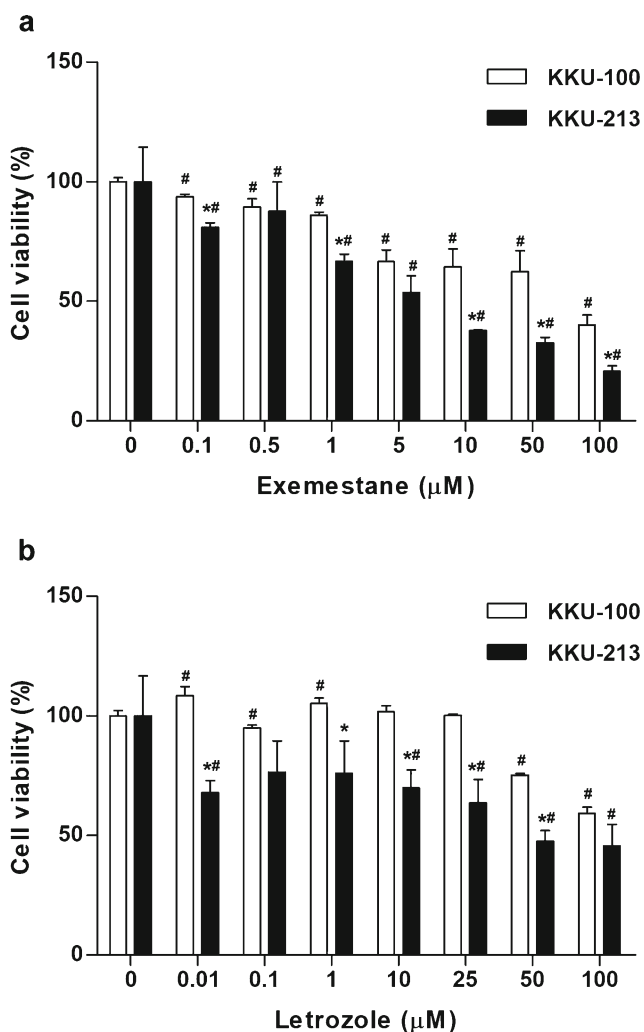 a
150
100
50
0
Cell viability (%)
KKU-100
KKU-213
# *# # # # *# # # # *# # *# # *#
0 0.1 0.5 1 5 10 50 100
Exemestane (μM)
b
150
100
50
0
Cell viability (%)
KKU-100
KKU-213
# *# # # * *# *# # *# # #
0 0.01 0.1 1 10 25 50 100
Letrozole (μM)